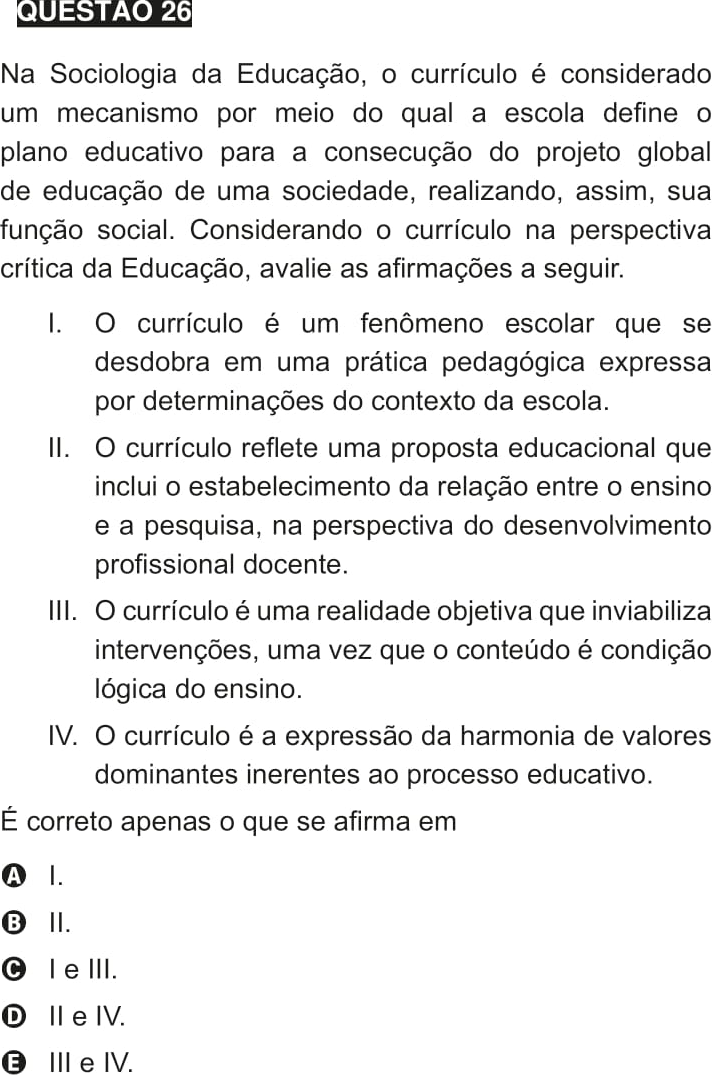 QUESTÃO 26
Na Sociologia da Educação, o currículo é considerado
um mecanismo por meio do qual a escola define o
plano educativo para a consecução do projeto global
de educação de uma sociedade, realizando, assim, sua
função social. Considerando o currículo na perspectiva
crítica da Educação, avalie as afirmações a seguir.
I. O currículo é um fenômeno escolar que se
desdobra em uma prática pedagógica expressa
por determinações do contexto da escola.
II. O currículo reflete uma proposta educacional que
inclui o estabelecimento da relação entre o ensino
e a pesquisa, na perspectiva do desenvolvimento
profissional docente.
III. O currículo é uma realidade objetiva que inviabiliza
intervenções, uma vez que o conteúdo é condição
lógica do ensino.
IV. O currículo é a expressão da harmonia de valores
dominantes inerentes ao processo educativo.
É correto apenas o que se afirma em
A I.
B II.
C I e III.
D II e IV.
E III e IV.